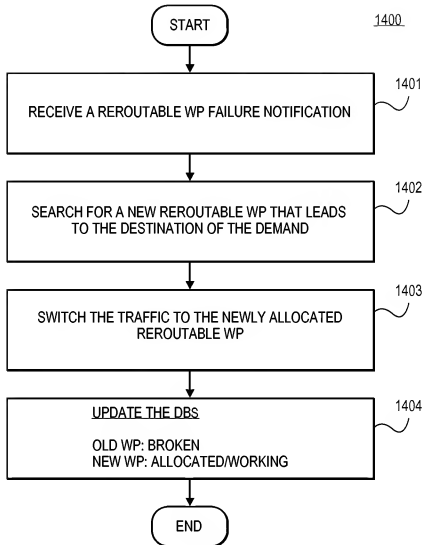 START
1400
RECEIVE A REROUTABLE WP FAILURE NOTIFICATION
1401
SEARCH FOR A NEW REROUTABLE WP THAT LEADS
TO THE DESTINATION OF THE DEMAND
1402
SWITCH THE TRAFFIC TO THE NEWLY ALLOCATED
REROUTABLE WP
1403
UPDATE THE DBS
OLD WP: BROKEN
NEW WP: ALLOCATED/WORKING
1404
END